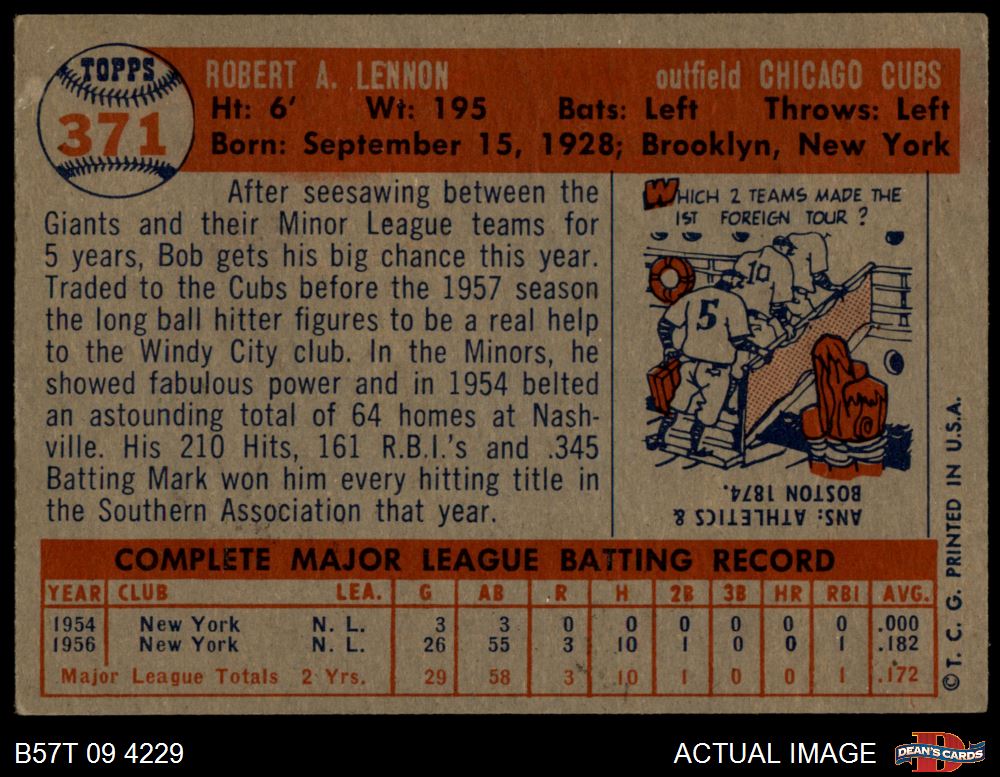 TOPPS
371
ROBERT A. LENNON outfield CHICAGO CUBS
Ht: 6' Wt: 195 Bats: Left Throws: Left
Born: September 15, 1928; Brooklyn, New York
After seesawing between the
Giants and their Minor League teams for
5 years, Bob gets his big chance this year.
Traded to the Cubs before the 1957 season
the long ball hitter figures to be a real help
to the Windy City club. In the Minors, he
showed fabulous power and in 1954 belted
an astounding total of 64 homes at Nash-
ville. His 210 Hits, 161 R.B.I.'s and .345
Batting Mark won him every hitting title in
the Southern Association that year.
WHICH 2 TEAMS MADE THE
1ST FOREIGN TOUR?
10
5
ANS: ATHLETICS &
BOSTON 1874.
COMPLETE MAJOR LEAGUE BATTING RECORD
YEAR CLUB LEA. G AB R H 2B 3B HR RBI AVG.
1954 New York N. L. 3 3 0 0 0 0 0 0 .000
1956 New York N. L. 26 55 3 10 1 0 0 1 .182
Major League Totals 2 Yrs. 29 58 3 10 1 0 0 1 .172
© T. C. G. PRINTED IN U.S.A.
B57T 09 4229 ACTUAL IMAGE
D
DEAN'S CARDS